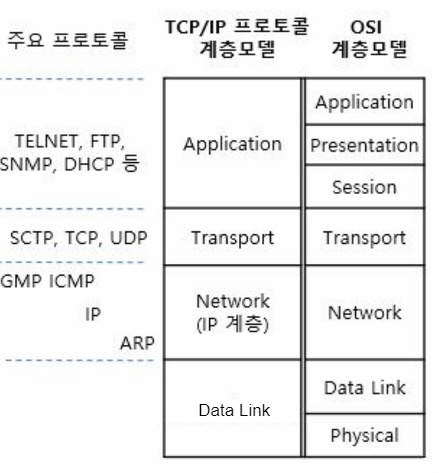 주요 프로토콜
TCP/IP 프로토콜
계층모델
OSI
계층모델
TELNET, FTP,
SNMP, DHCP 등
Application
Application
Presentation
Session
SCTP, TCP, UDP
Transport
Transport
GMP ICMP
IP
ARP
Network
(IP 계층)
Network
Data Link
Data Link
Physical